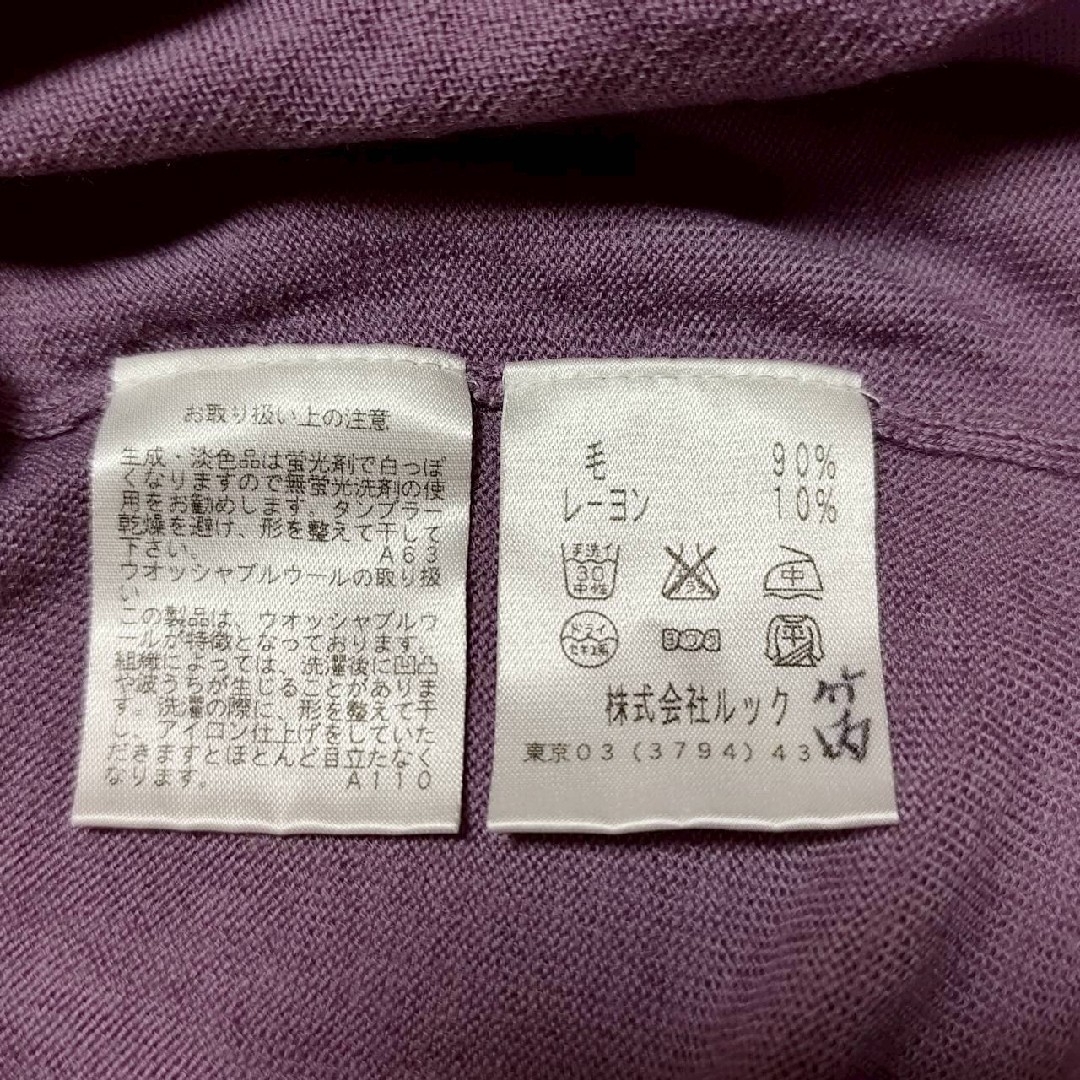 お取り扱い上の注意
生成・淡色品は蛍光剤で白っぽ
くなりますので無蛍光洗剤の使
用をお勧めします。タンブラー
乾燥を避け、形を整えて干して
下さい。 A63
ウオッシャブルウールの取り扱
い
この製品は、ウオッシャブルウ
ールが特徴となっております。
組織によっては、洗濯後に凹凸
や波うちが生じることがありま
す。洗濯の際に、形を整えて干
し、アイロン仕上げをしていた
だきますとほとんど目立たなく
なります。 A110
毛 90%
レーヨン 10%
手洗イ
30
中性
中
ドライ
セキユ系
平
株式会社ルック
東京03(3794)43
竹内